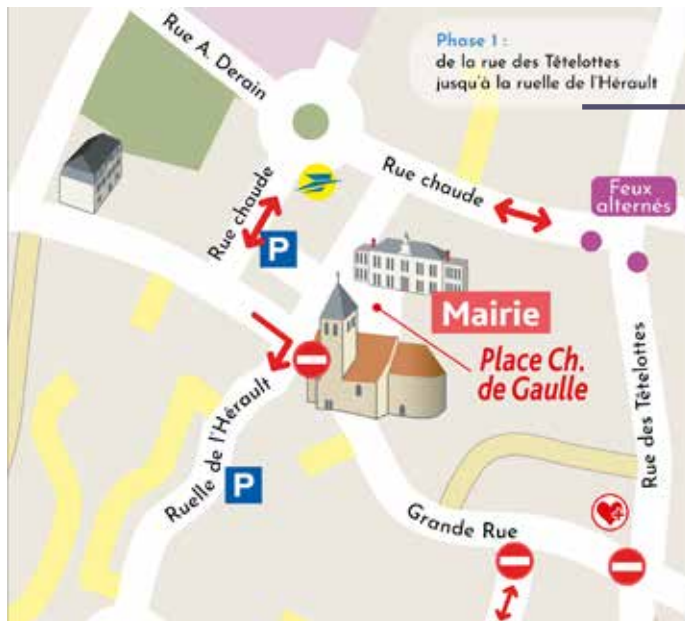 Phase 1 :
de la rue des Têtelottes
jusqu'à la ruelle de l'Hérault
Rue A. Derain
Rue chaude
Rue chaude
Feux
alternés
P
Mairie
Place Ch.
de Gaulle
Rue des Têtelottes
Ruelle de l'Hérault
P
Grande Rue